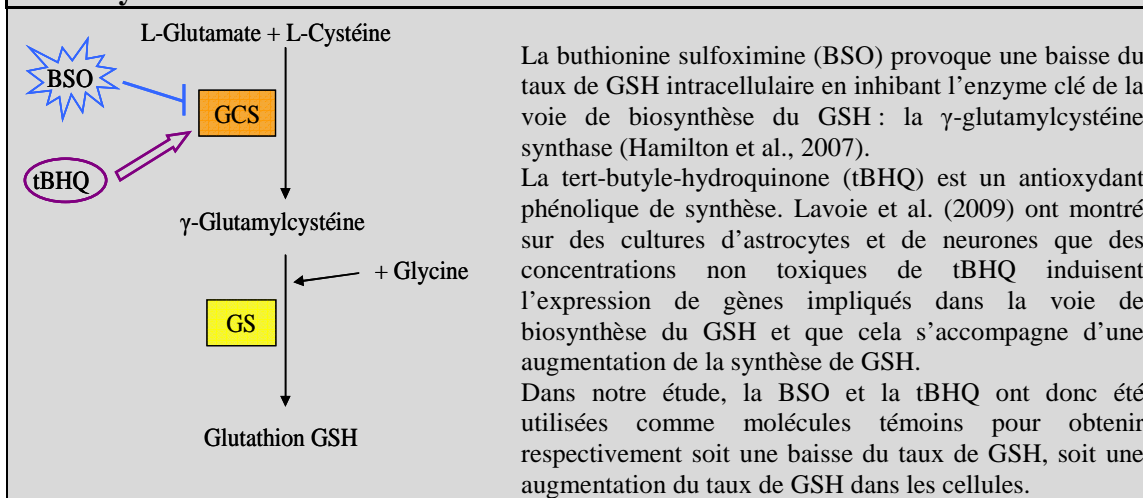 L-Glutamate + L-Cystéine
BSO
GCS
tBHQ
γ-Glutamylcystéine
+ Glycine
GS
Glutathion GSH
La buthionine sulfoximine (BSO) provoque une baisse du
taux de GSH intracellulaire en inhibant l'enzyme clé de la
voie de biosynthèse du GSH : la γ-glutamylcystéine
synthase (Hamilton et al., 2007).
La tert-butyle-hydroquinone (tBHQ) est un antioxydant
phénolique de synthèse. Lavoie et al. (2009) ont montré
sur des cultures d'astrocytes et de neurones que des
concentrations non toxiques de tBHQ induisent
l'expression de gènes impliqués dans la voie de
biosynthèse du GSH et que cela s'accompagne d'une
augmentation de la synthèse de GSH.
Dans notre étude, la BSO et la tBHQ ont donc été
utilisées comme molécules témoins pour obtenir
respectivement soit une baisse du taux de GSH, soit une
augmentation du taux de GSH dans les cellules.